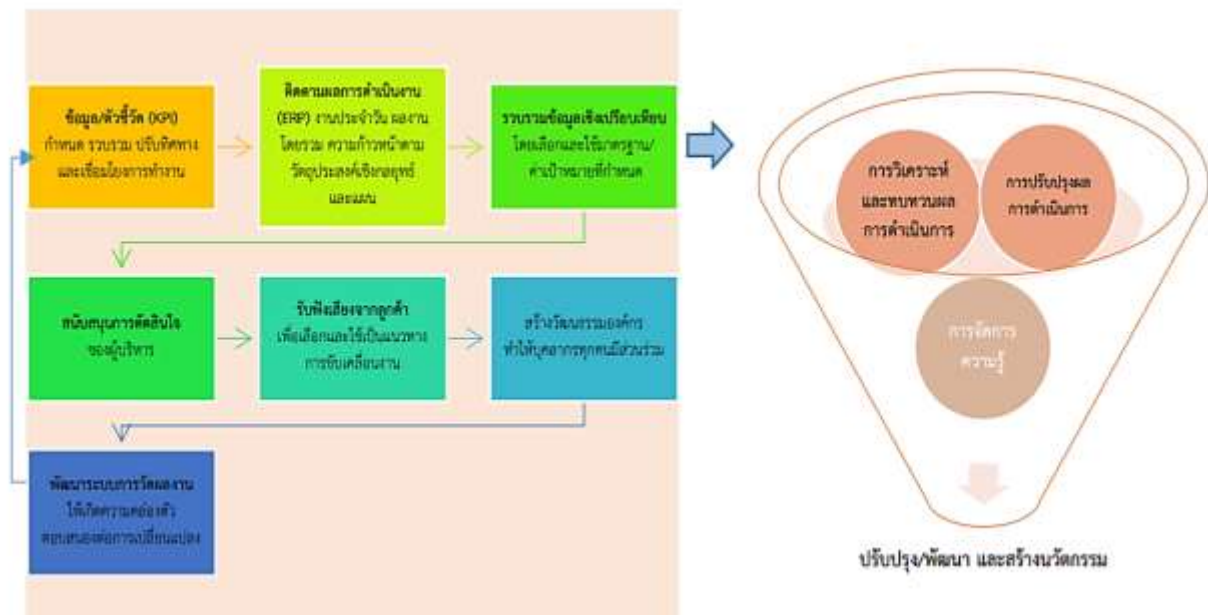 ข้อมูล/ตัวชี้วัด (KPI)
กำหนด รวบรวม ปรับทิศทาง
และเชื่อมโยงการทำงาน
ติดตามผลการดำเนินงาน
(ERP) งานประจำวัน ผลงาน
โดยรวม ความก้าวหน้าตาม
วัตถุประสงค์เชิงกลยุทธ์
และแผน
รวบรวมข้อมูลเชิงเปรียบเทียบ
โดยเลือกและใช้มาตรฐาน/
ค่าเป้าหมายที่กำหนด
สนับสนุนการตัดสินใจ
ของผู้บริหาร
รับฟังเสียงจากลูกค้า
เพื่อเลือกและใช้เป็นแนวทาง
การขับเคลื่อนงาน
สร้างวัฒนธรรมองค์กร
ทำให้บุคลากรทุกคนมีส่วนร่วม
พัฒนาระบบการวัดผลงาน
ให้เกิดความคล่องตัว
ตอบสนองต่อการเปลี่ยนแปลง
การวิเคราะห์
และทบทวนผล
การดำเนินการ
การปรับปรุงผล
การดำเนินการ
การจัดการ
ความรู้
ปรับปรุง/พัฒนา และสร้างนวัตกรรม